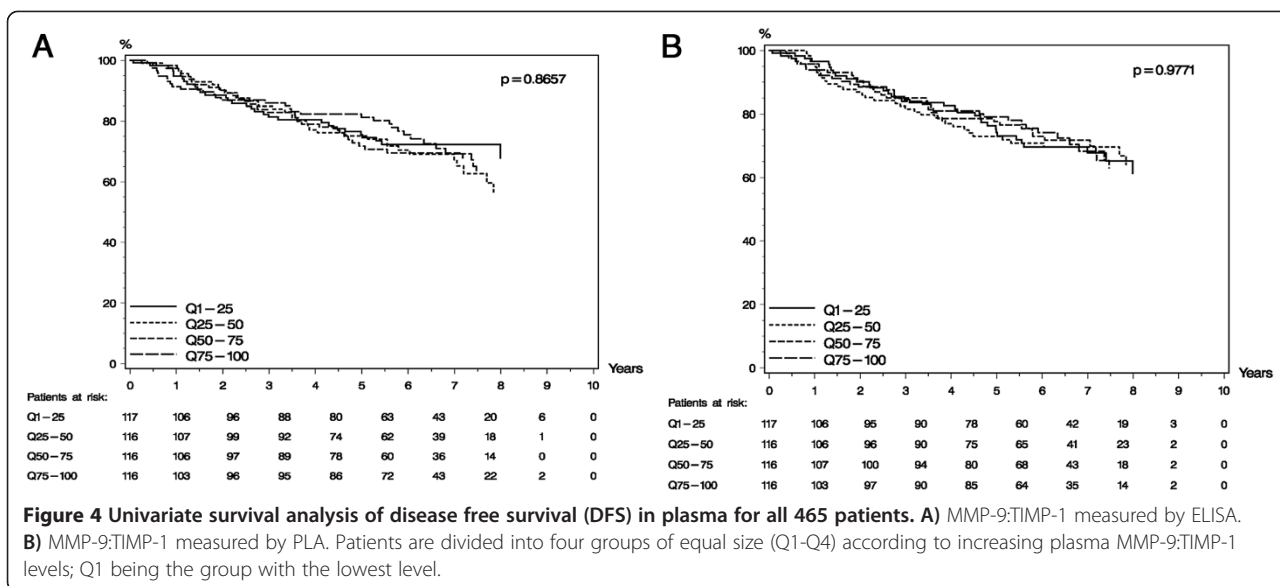 A
%
100
80
60
40
20
0
p=0.8657
Q1−25
Q25−50
Q50−75
Q75−100
Years
0 1 2 3 4 5 6 7 8 9 10
Patients at risk:
Q1−25 117 106 96 88 80 63 43 20 6 0
Q25−50 116 107 99 92 74 62 39 18 1 0
Q50−75 116 106 97 89 78 60 36 14 0 0
Q75−100 116 103 96 95 86 72 43 22 2 0
B
%
100
80
60
40
20
0
p=0.9771
Q1−25
Q25−50
Q50−75
Q75−100
Years
0 1 2 3 4 5 6 7 8 9 10
Patients at risk:
Q1−25 117 106 95 90 78 60 42 19 3 0
Q25−50 116 106 96 90 75 65 41 23 2 0
Q50−75 116 107 100 94 80 68 43 18 2 0
Q75−100 116 103 97 90 85 64 35 14 2 0
Figure 4 Univariate survival analysis of disease free survival (DFS) in plasma for all 465 patients. A) MMP-9:TIMP-1 measured by ELISA.
B) MMP-9:TIMP-1 measured by PLA. Patients are divided into four groups of equal size (Q1-Q4) according to increasing plasma MMP-9:TIMP-1
levels; Q1 being the group with the lowest level.